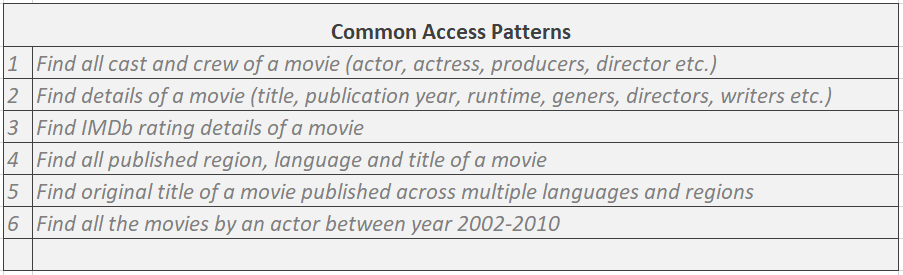 Common Access Patterns
1 Find all cast and crew of a movie (actor, actress, producers, director etc.)
2 Find details of a movie (title, publication year, runtime, geners, directors, writers etc.)
3 Find IMDb rating details of a movie
4 Find all published region, language and title of a movie
5 Find original title of a movie published across multiple languages and regions
6 Find all the movies by an actor between year 2002-2010